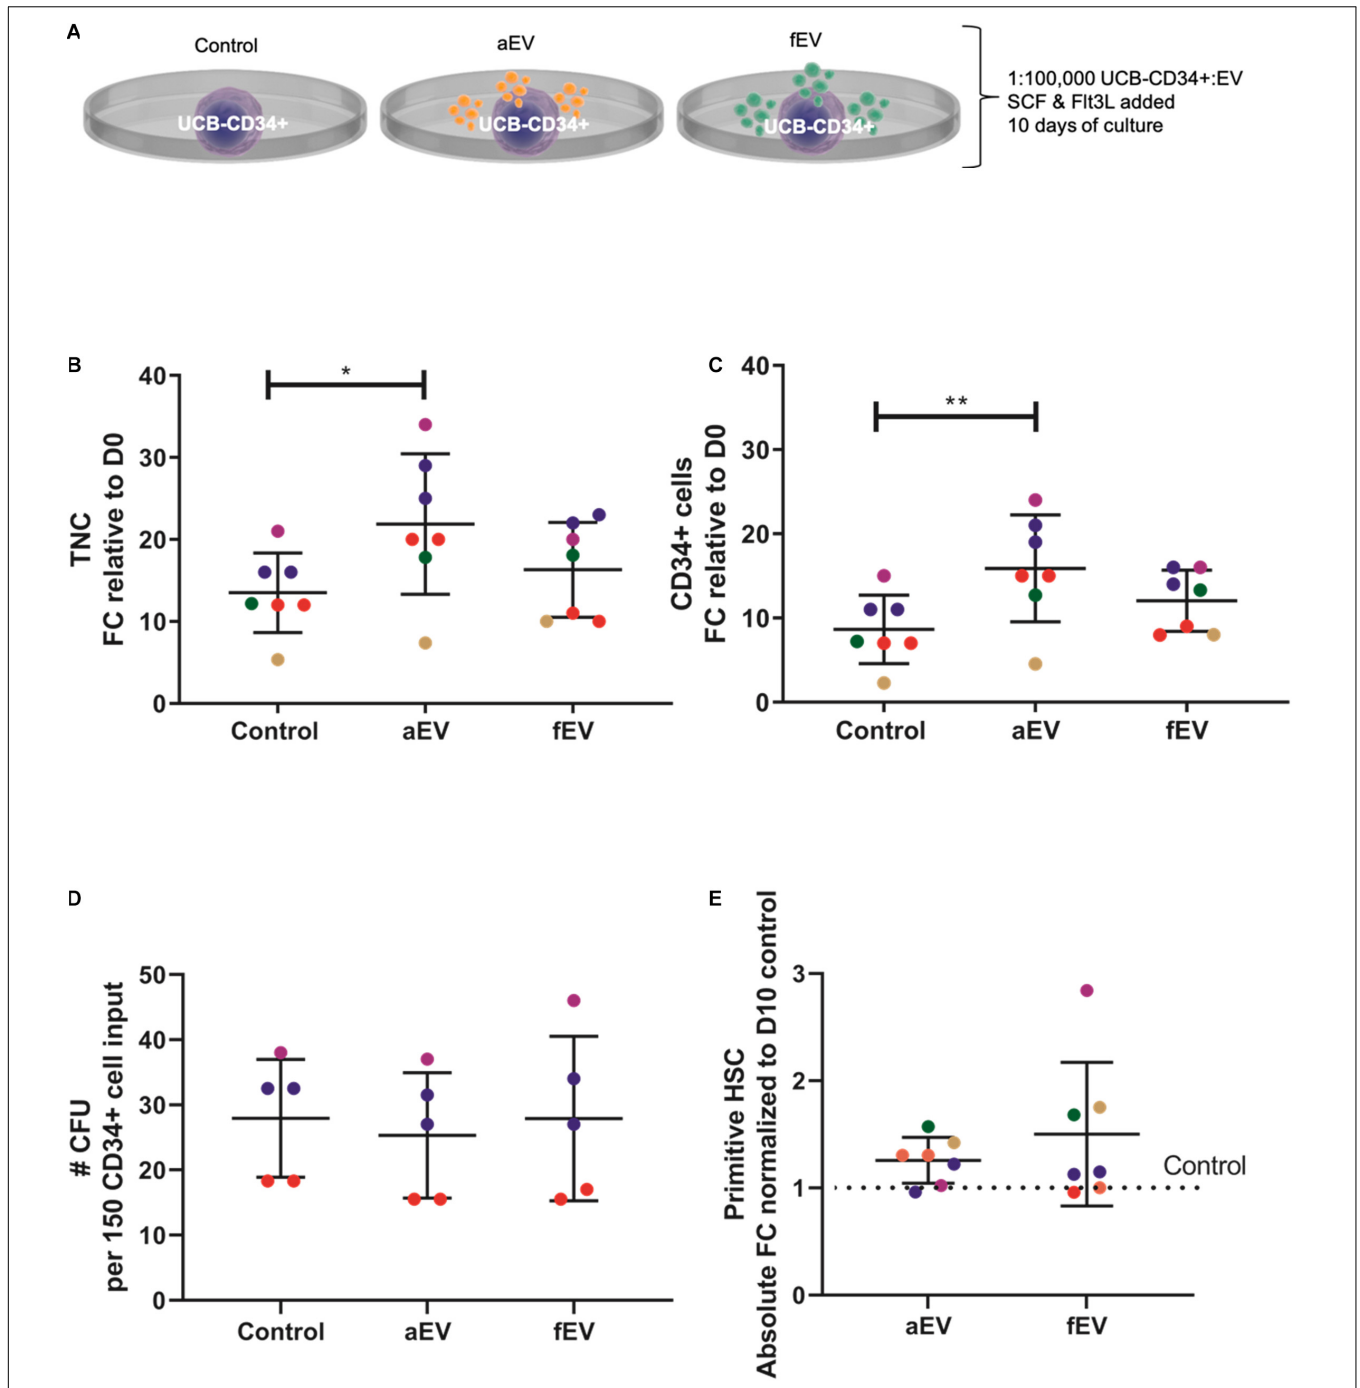 A
Control
aEV
fEV
UCB-CD34+
UCB-CD34+
UCB-CD34+
1:100,000 UCB-CD34+:EV
SCF & Flt3L added
10 days of culture
B
TNC
FC relative to D0
40
30
20
10
0
*
Control
aEV
fEV
C
CD34+ cells
FC relative to D0
40
30
20
10
0
**
Control
aEV
fEV
D
# CFU
per 150 CD34+ cell input
50
40
30
20
10
0
Control
aEV
fEV
E
Primitive HSC
Absolute FC normalized to D10 control
3
2
1
0
Control
aEV
fEV